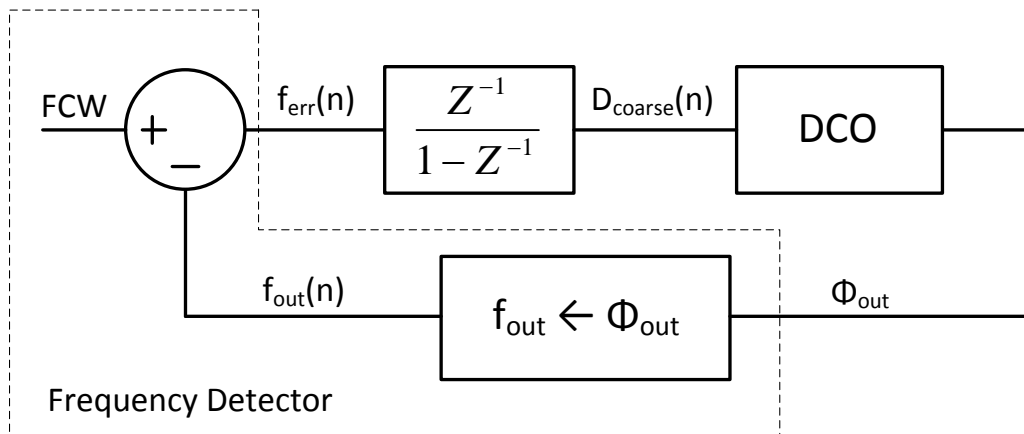 FCW
+
−
f_err(n)
Z^-1
1 − Z^-1
D_coarse(n)
DCO
f_out(n)
f_out ← Φ_out
Φ_out
Frequency Detector